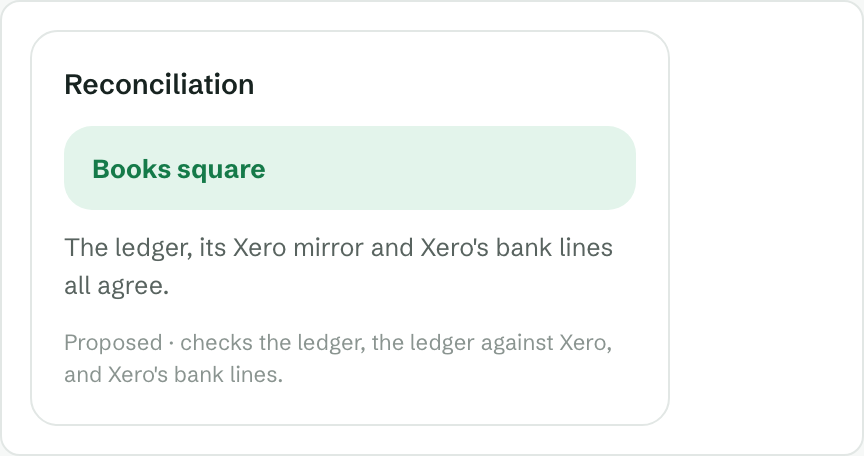 Reconciliation
Books square
The ledger, its Xero mirror and Xero's bank lines
all agree.
Proposed · checks the ledger, the ledger against Xero,
and Xero's bank lines.